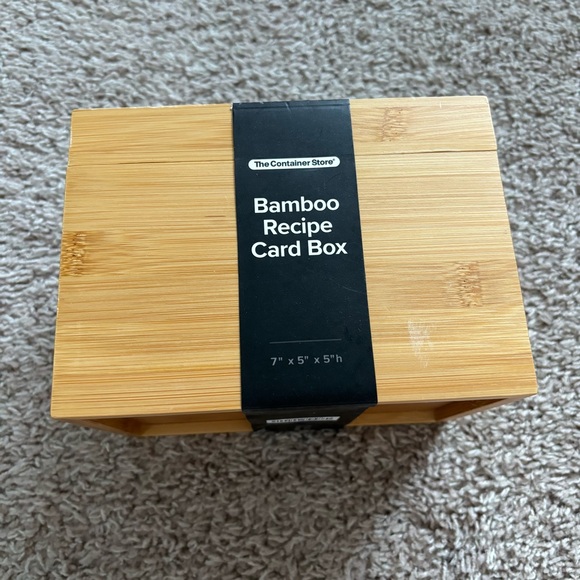 The Container Store®
Bamboo
Recipe
Card Box
7" x 5" x 5"h